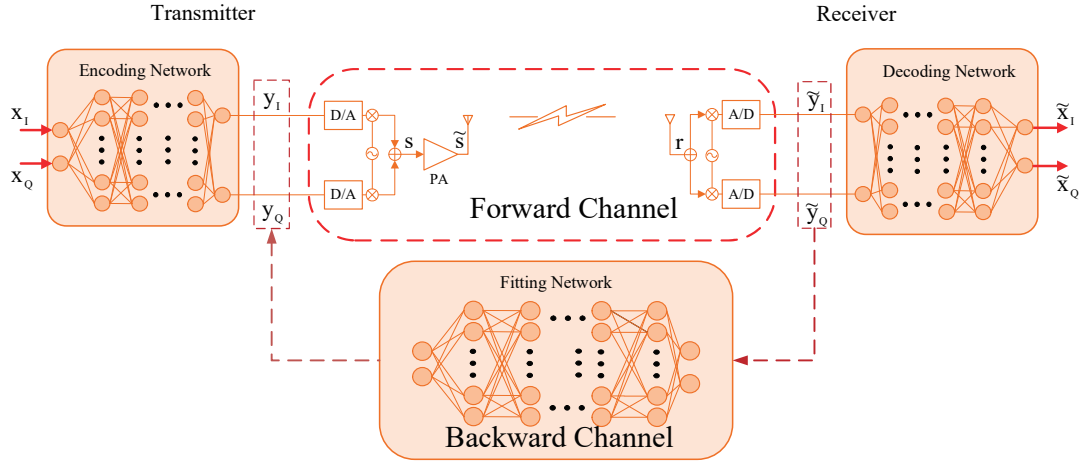 Transmitter
Receiver
Encoding Network
Decoding Network
x_I
x_Q
y_I
y_Q
D/A
D/A
s
s̃
PA
r
A/D
A/D
ỹ_I
ỹ_Q
x̃_I
x̃_Q
Forward Channel
Fitting Network
Backward Channel